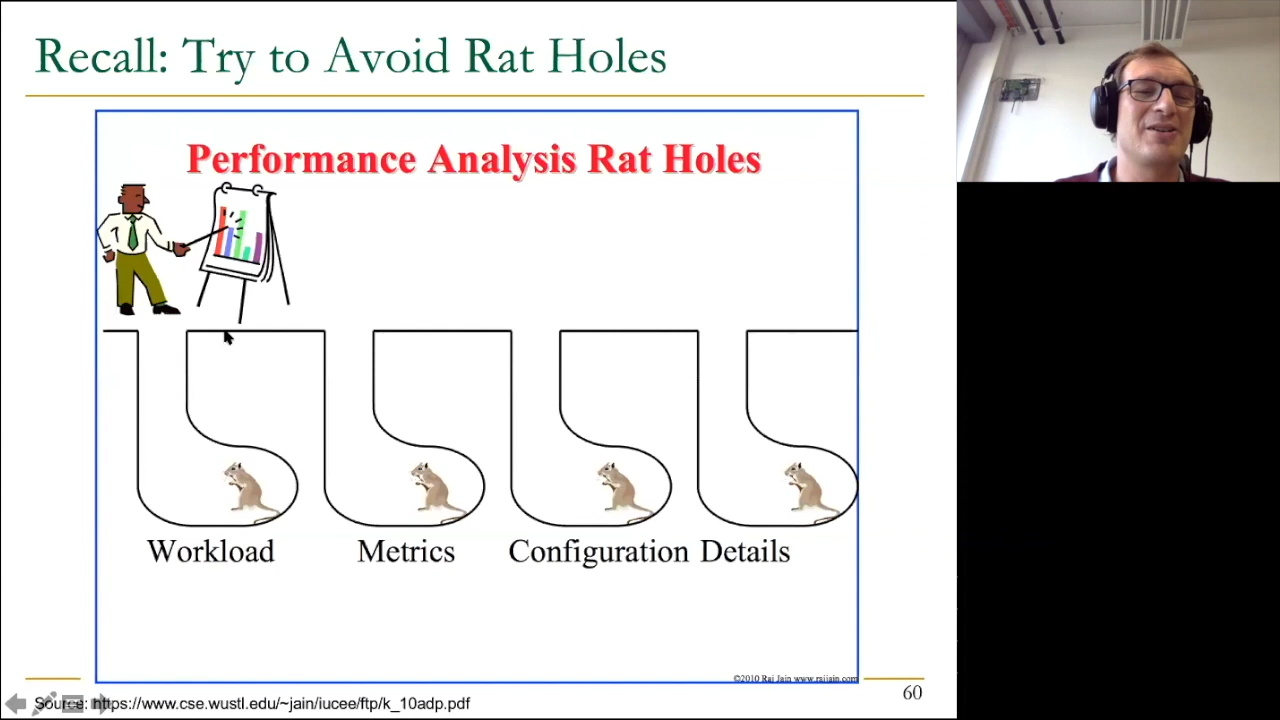 Recall: Try to Avoid Rat Holes
Performance Analysis Rat Holes
Workload Metrics Configuration Details
©2010 Raj Jain www.rajjain.com
Source: https://www.cse.wustl.edu/~jain/iucee/ftp/k_10adp.pdf
60